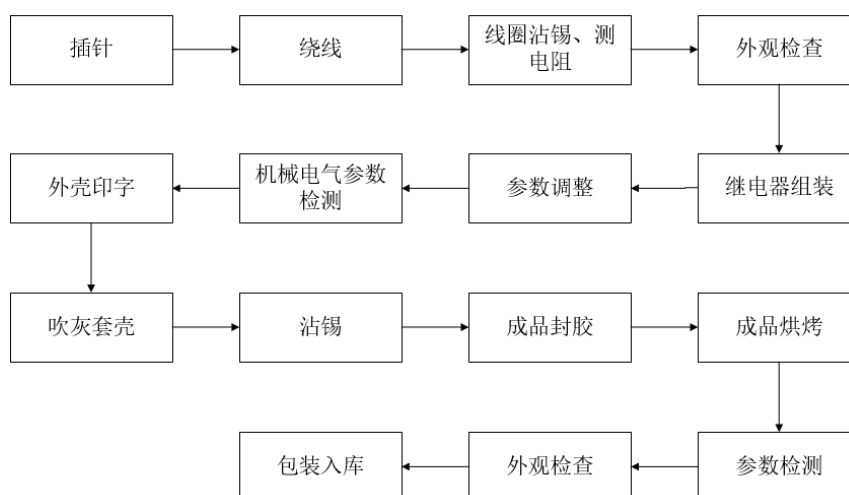 插针
绕线
线圈沾锡、测
电阻
外观检查
外壳印字
机械电气参数
检测
参数调整
继电器组装
吹灰套壳
沾锡
成品封胶
成品烘烤
包装入库
外观检查
参数检测